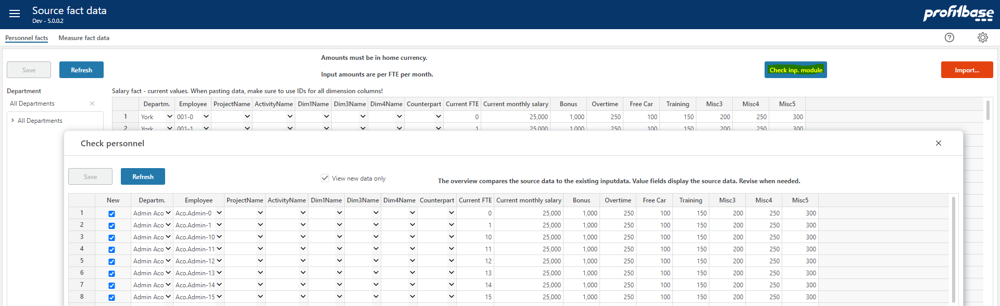 Source fact data
Dev - 5.0.0.2
profitbase
Personnel facts Measure fact data
Amounts must be in home currency.
Save Refresh Check inp. module Import...
Input amounts are per FTE per month.
Department Salary fact - current values. When pasting data, make sure to use IDs for all dimension columns!
All Departments
Departm. Employee ProjectName ActivityName Dim1Name Dim3Name Dim4Name Counterpart Current FTE Current monthly salary Bonus Overtime Free Car Training Misc3 Misc4 Misc5
1 York 001-0 0 25,000 1,000 250 100 150 200 250 300
All Departments
2 York 001-1 1 25,000 1,000 250 100 150 200 250 300
Check personnel
Save Refresh View new data only The overview compares the source data to the existing inputdata. Value fields display the source data. Revise when needed.
New Departm. Employee ProjectName ActivityName Dim1Name Dim3Name Dim4Name Counterpart Current FTE Current monthly salary Bonus Overtime Free Car Training Misc3 Misc4 Misc5
1 Admin Aco Aco.Admin-0 0 25,000 1,000 250 100 150 200 250 300
2 Admin Aco Aco.Admin-1 1 25,000 1,000 250 100 150 200 250 300
3 Admin Aco Aco.Admin-10 10 25,000 1,000 250 100 150 200 250 300
4 Admin Aco Aco.Admin-11 11 25,000 1,000 250 100 150 200 250 300
5 Admin Aco Aco.Admin-12 12 25,000 1,000 250 100 150 200 250 300
6 Admin Aco Aco.Admin-13 13 25,000 1,000 250 100 150 200 250 300
7 Admin Aco Aco.Admin-14 14 25,000 1,000 250 100 150 200 250 300
8 Admin Aco Aco.Admin-15 15 25,000 1,000 250 100 150 200 250 300